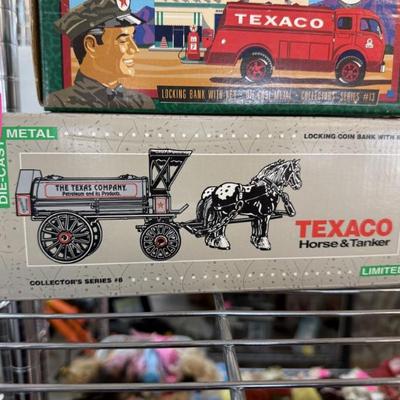 TEXACO
LOCKING BANK WITH KEY · DIE CAST METAL · COLLECTORS' SERIES #13
DIE-CAST
METAL
LOCKING COIN BANK WITH
THE TEXAS COMPANY.
Petroleum and its Products.
TEXACO
Horse & Tanker
COLLECTOR'S SERIES #6
LIMITED